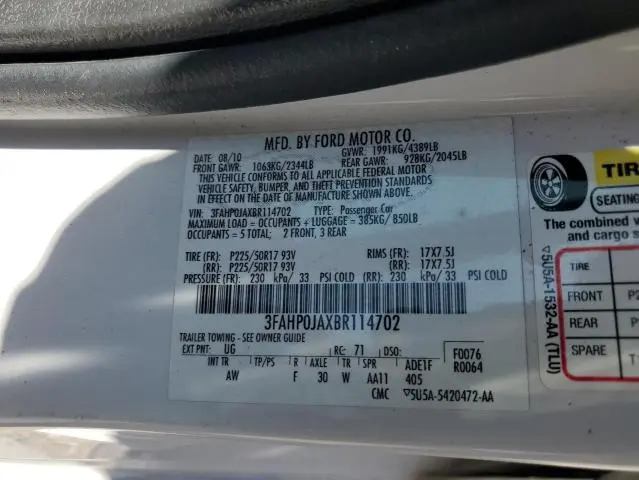 MFD. BY FORD MOTOR CO.
DATE: 08/10 GVWR: 1991KG/4389LB
FRONT GAWR: 1063KG/2344LB REAR GAWR: 928KG/2045LB
THIS VEHICLE CONFORMS TO ALL APPLICABLE FEDERAL MOTOR
VEHICLE SAFETY, BUMPER, AND THEFT PREVENTION STANDARDS
IN EFFECT ON THE DATE OF MANUFACTURE SHOWN ABOVE.
VIN: 3FAHP0JAXBR114702 TYPE: Passenger Car
MAXIMUM LOAD = OCCUPANTS + LUGGAGE = 385KG/ 850LB
OCCUPANTS = 5 TOTAL; 2 FRONT, 3 REAR
TIRE (FR): P225/50R17 93V RIMS (FR): 17X7.5J
(RR): P225/50R17 93V (RR): 17X7.5J
PRESSURE (FR): 230 kPa/ 33 PSI COLD (RR): 230 kPa/ 33 PSI COLD
3FAHP0JAXBR114702
TRAILER TOWING - SEE OWNER GUIDE
EXT PNT: UG RC: 71 DSO: F0076
INT TR TP/PS R AXLE TR SPR ADE1F R0064
AW F 30 W AA11 405
CMC ▽5U5A-5420472-AA
TIR
SEATING
The combined
and cargo s
▽5U5A-1532-AA (TLU)
TIRE
FRONT P
REAR P
SPARE T